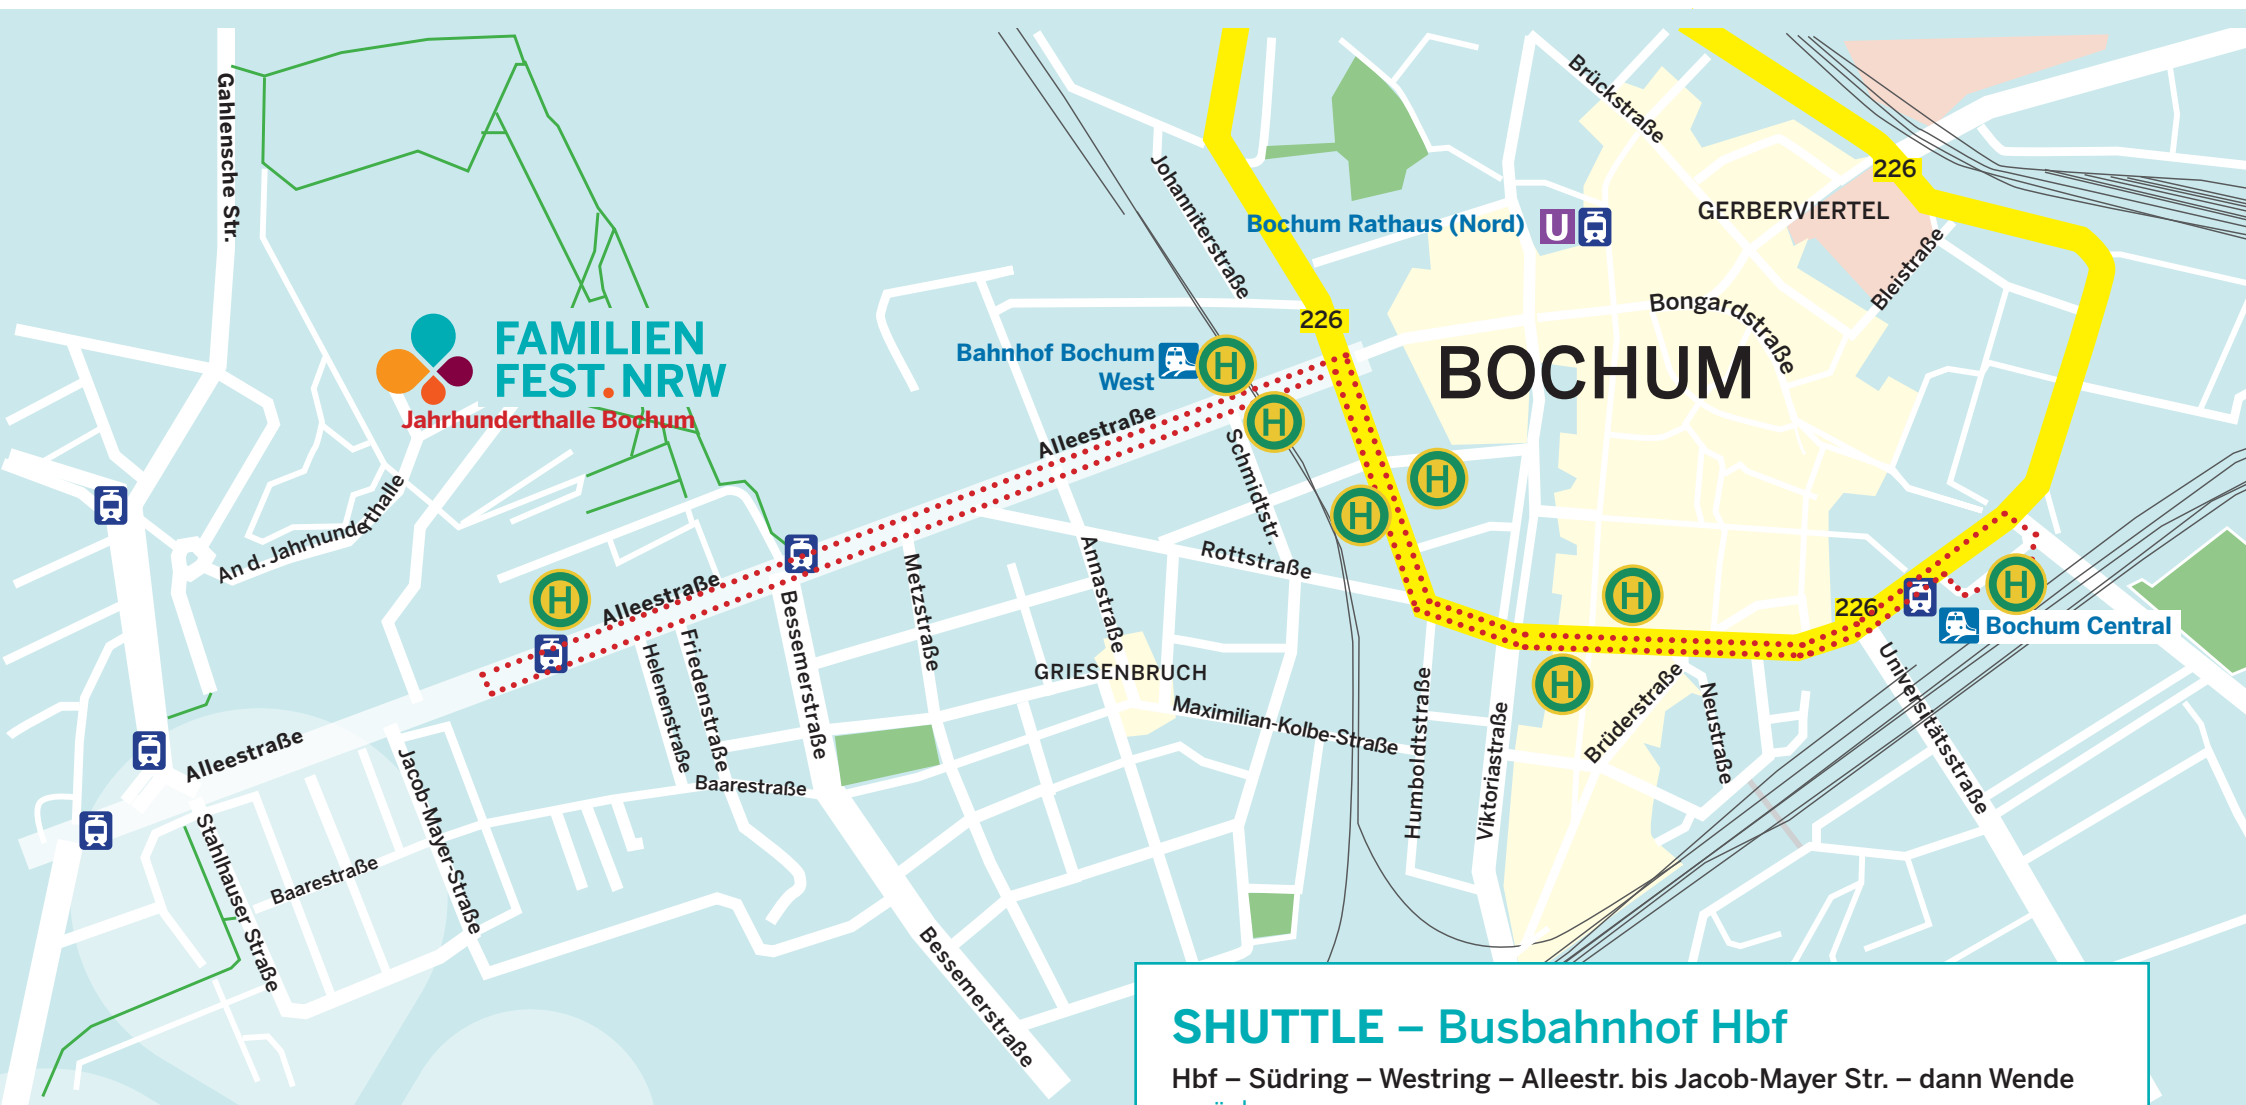 Gahlensche Str.
Brückstraße
226
Johanniterstraße
Bochum Rathaus (Nord)
U
GERBERVIERTEL
Bleistraße
Bongardstraße
226
FAMILIEN
FEST.NRW
Jahrhunderthalle Bochum
Bahnhof Bochum
West
H
BOCHUM
H
Alleestraße
Schmidtstr.
H
H
An d. Jahrhunderthalle
Rottstraße
H
Alleestraße
Metzstraße
Annastraße
H
226
H
Bochum Central
Bessemerstraße
Helenenstraße
Friedenstraße
GRIESENBRUCH
H
Maximilian-Kolbe-Straße
Humboldtstraße
Viktoriastraße
Brüderstraße
Neustraße
Universitätsstraße
Alleestraße
Jacob-Mayer-Straße
Baarestraße
Stahlhauser Straße
Baarestraße
Bessemerstraße
SHUTTLE – Busbahnhof Hbf
Hbf – Südring – Westring – Alleestr. bis Jacob-Mayer Str. – dann Wende